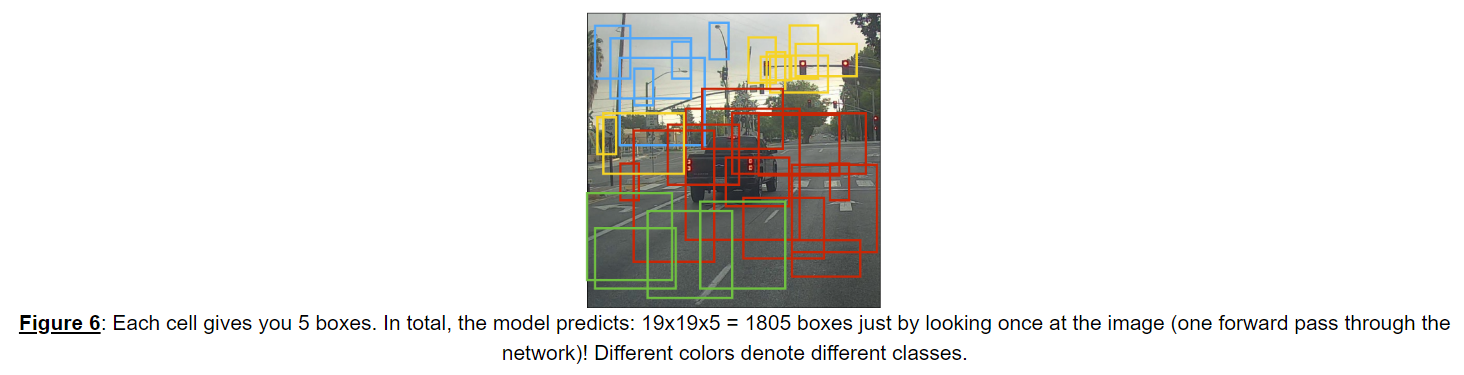 Figure 6: Each cell gives you 5 boxes. In total, the model predicts: 19x19x5 = 1805 boxes just by looking once at the image (one forward pass through the
network)! Different colors denote different classes.